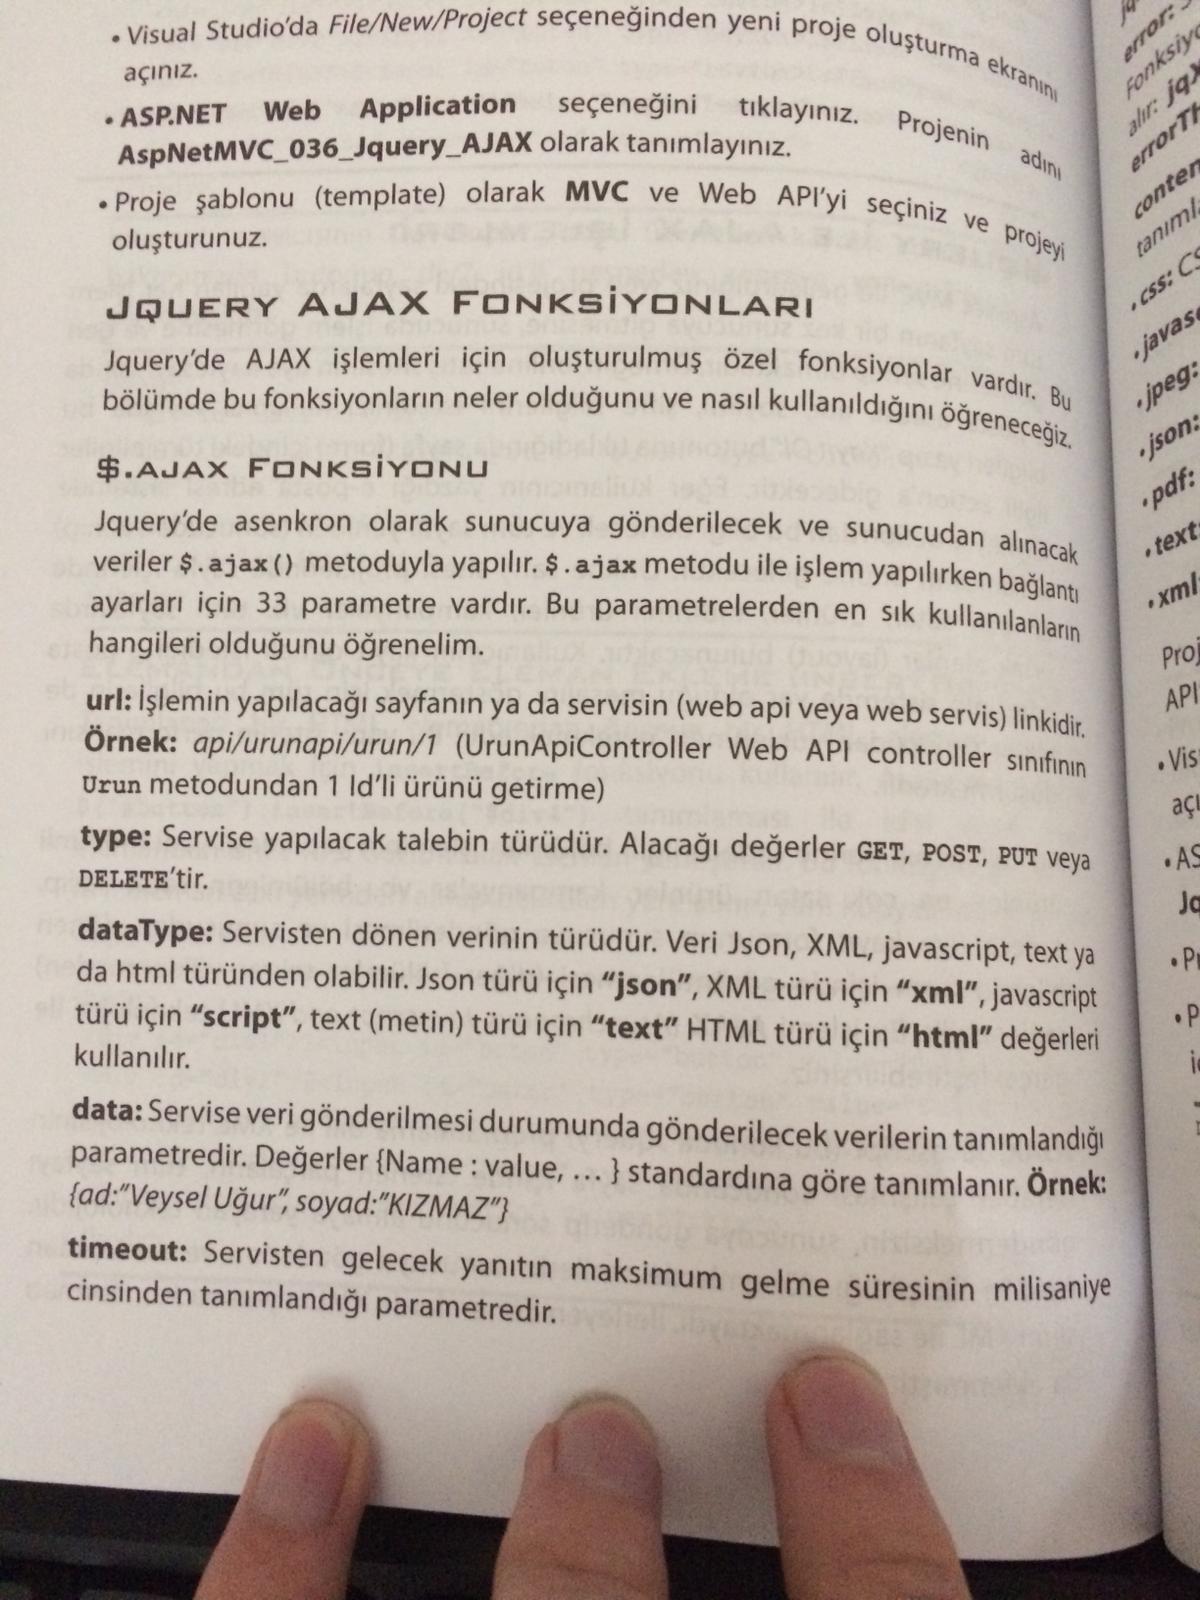 • Visual Studio'da File/New/Project seçeneğinden yeni proje oluşturma ekranını
açınız.
• ASP.NET Web Application seçeneğini tıklayınız. Projenin adını
AspNetMVC_036_Jquery_AJAX olarak tanımlayınız.
• Proje şablonu (template) olarak MVC ve Web API'yi seçiniz ve projeyi
oluşturunuz.
JQUERY AJAX FONKSİYONLARI
Jquery'de AJAX işlemleri için oluşturulmuş özel fonksiyonlar vardır. Bu
bölümde bu fonksiyonların neler olduğunu ve nasıl kullanıldığını öğreneceğiz.
$.AJAX FONKSİYONU
Jquery'de asenkron olarak sunucuya gönderilecek ve sunucudan alınacak
veriler $.ajax() metoduyla yapılır. $.ajax metodu ile işlem yapılırken bağlantı
ayarları için 33 parametre vardır. Bu parametrelerden en sık kullanılanların
hangileri olduğunu öğrenelim.
url: İşlemin yapılacağı sayfanın ya da servisin (web api veya web servis) linkidir.
Örnek: api/urunapi/urun/1 (UrunApiController Web API controller sınıfının
Urun metodundan 1 Id'li ürünü getirme)
type: Servise yapılacak talebin türüdür. Alacağı değerler GET, POST, PUT veya
DELETE'tir.
dataType: Servisten dönen verinin türüdür. Veri Json, XML, javascript, text ya
da html türünden olabilir. Json türü için "json", XML türü için "xml", javascript
türü için "script", text (metin) türü için "text" HTML türü için "html" değerleri
kullanılır.
data: Servise veri gönderilmesi durumunda gönderilecek verilerin tanımlandığı
parametredir. Değerler {Name : value, ... } standardına göre tanımlanır. Örnek:
{ad:"Veysel Uğur", soyad:"KIZMAZ"}
timeout: Servisten gelecek yanıtın maksimum gelme süresinin milisaniye
cinsinden tanımlandığı parametredir.
error:
alır:
• css:
• jpeg:
• json:
• pdf:
• text:
• xml